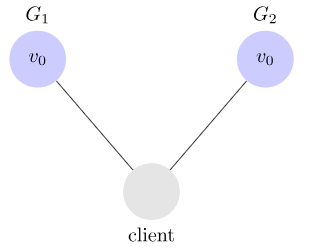 G₁ G₂
v₀ v₀
client